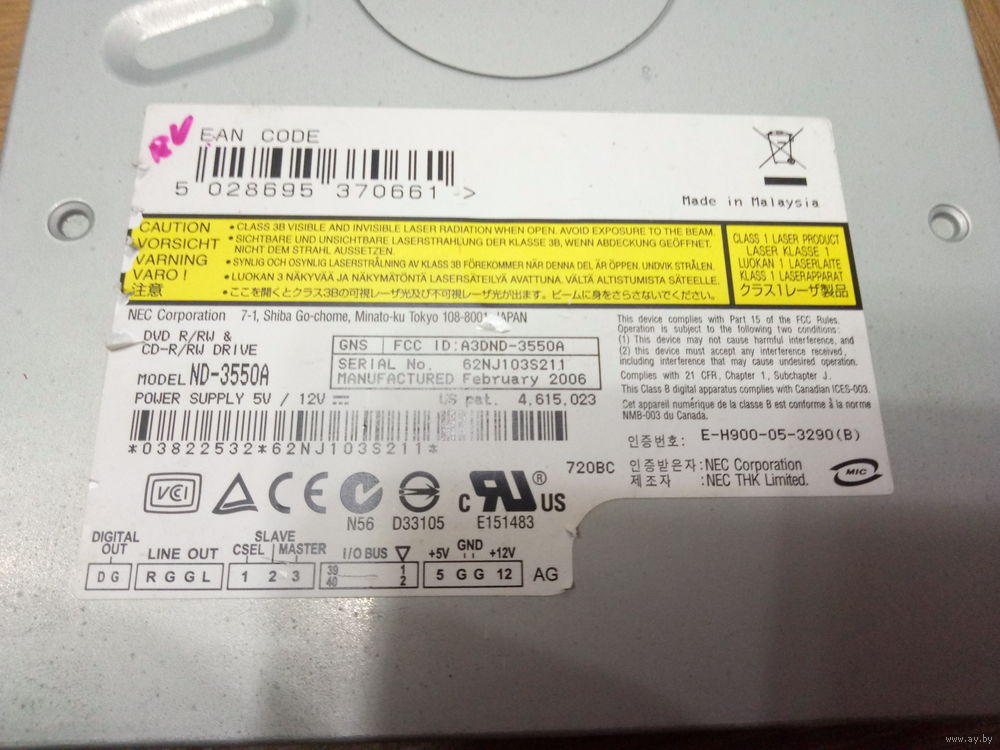 RV
EAN CODE
5 028695 370661 >
Made in Malaysia
CAUTION
VORSICHT
VARNING
VARO!
注意
• CLASS 3B VISIBLE AND INVISIBLE LASER RADIATION WHEN OPEN. AVOID EXPOSURE TO THE BEAM.
• SICHTBARE UND UNSICHTBARE LASERSTRAHLUNG DER KLASSE 3B, WENN ABDECKUNG GEÖFFNET.
NICHT DEM STRAHL AUSSETZEN.
• SYNLIG OCH OSYNLIG LASERSTRÅLNING AV KLASS 3B FÖREKOMMER NÄR DENNA DEL ÄR ÖPPEN. UNDVIK STRÅLEN.
• LUOKAN 3 NÄKYVÄÄ JA NÄKYMÄTÖNTÄ LASERSÄTEILYÄ AVATTUNA. VÄLTÄ ALTISTUMISTA SÄTEELLE.
• ここを開くとクラス3Bの可視レーザ光及び不可視レーザ光が出ます。ビームに身をさらさないでください。
CLASS 1 LASER PRODUCT
LASER KLASSE 1
LUOKAN 1 LASERLAITE
KLASS 1 LASERAPPARAT
クラス1レーザ製品
NEC Corporation 7-1, Shiba Go-chome, Minato-ku Tokyo 108-8001 JAPAN
DVD R/RW &
CD-R/RW DRIVE
MODEL ND-3550A
GNS FCC ID:A3DND-3550A
SERIAL No. 62NJ103S211
MANUFACTURED February 2006
POWER SUPPLY 5V / 12V
US pat. 4,615,023
*03822532*62NJ103S211*
This device complies with Part 15 of the FCC Rules.
Operation is subject to the following two conditions:
(1) This device may not cause harmful interference, and
(2) this device must accept any interference received,
including interference that may cause undesired operation.
Complies with 21 CFR, Chapter 1, Subchapter J.
This Class B digital apparatus complies with Canadian ICES-003.
Cet appareil numérique de la classe B est conforme à la norme
NMB-003 du Canada.
인증번호: E-H900-05-3290(B)
인증받은자:NEC Corporation
제조자 :NEC THK Limited.
MIC
720BC
VCI
CE
N56
D33105
c RU ® US
E151483
DIGITAL
OUT
D G
LINE OUT
R G G L
SLAVE
CSEL MASTER
1 2 3
I/O BUS
39 1
40 2
+5V GND +12V
5 G G 12
AG
www.ay.by